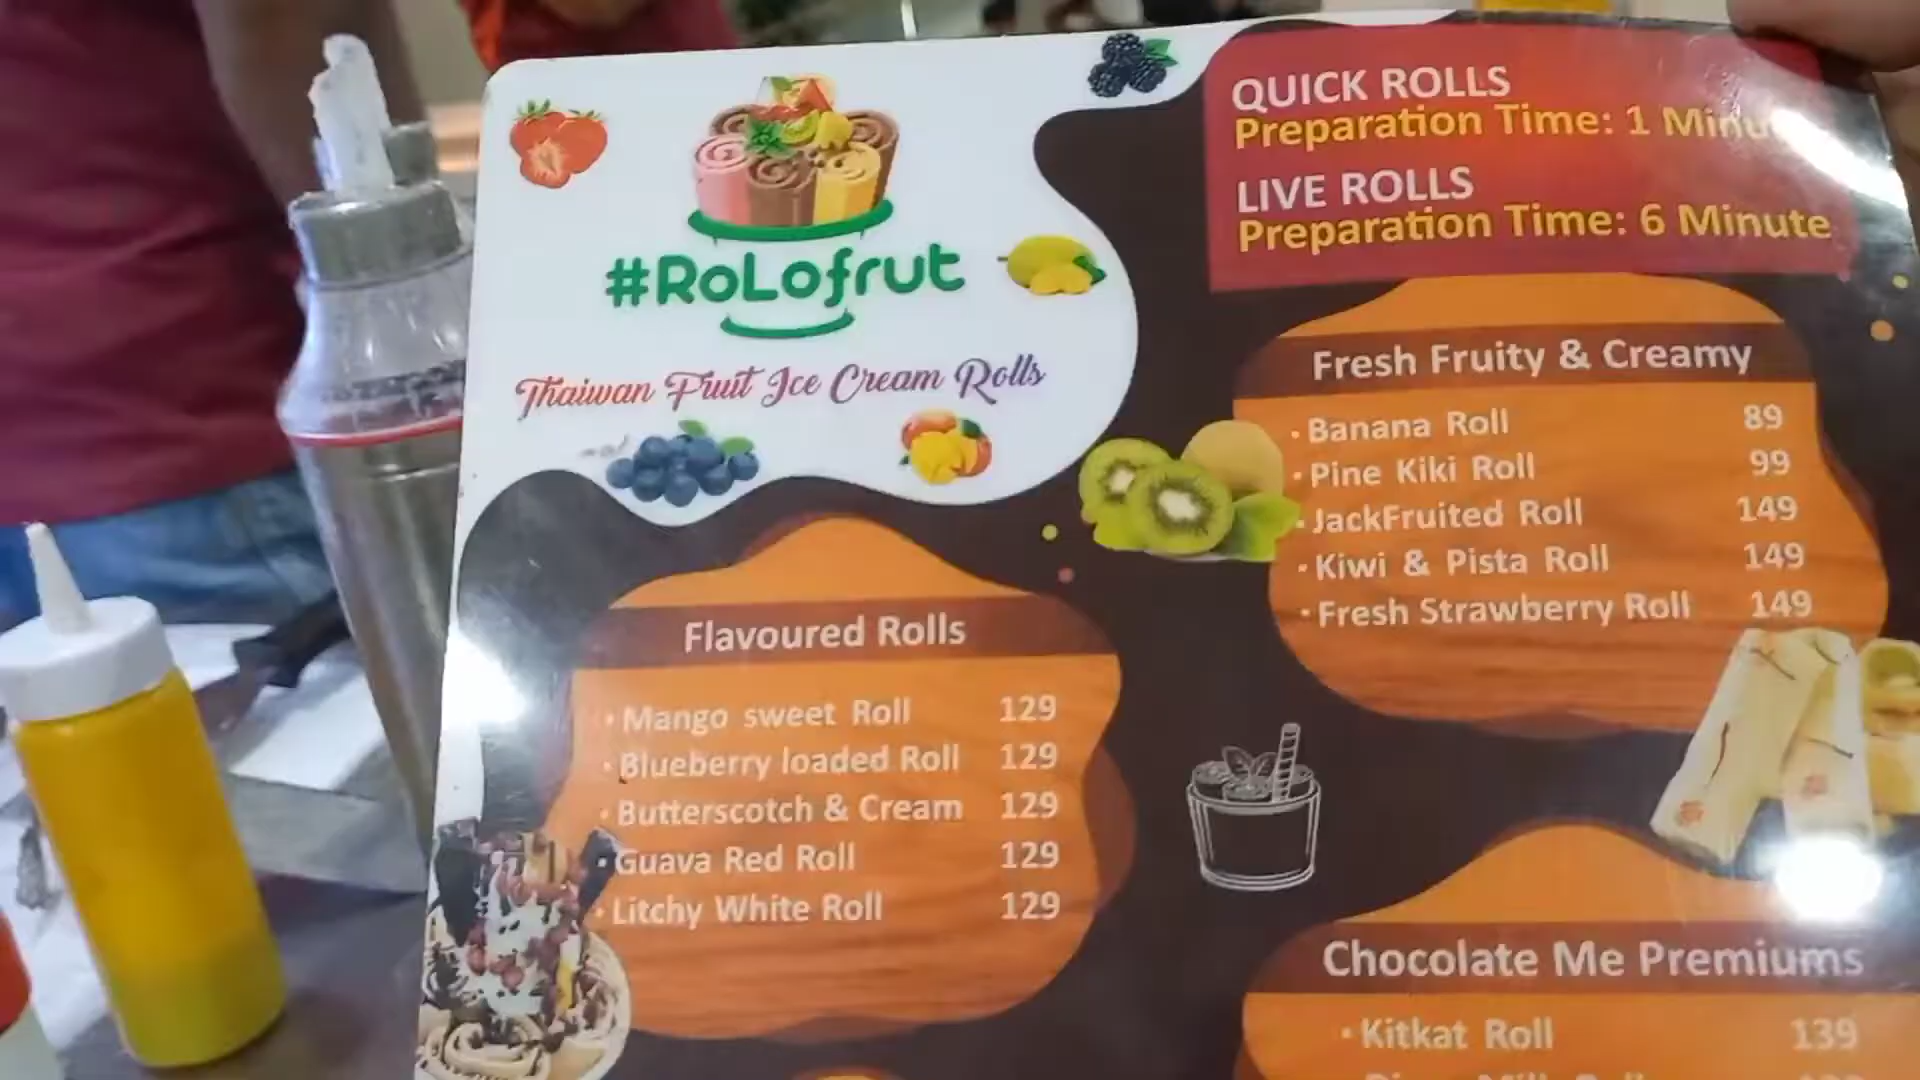 #RoLofrut
Thaiwan Fruit Ice Cream Rolls
QUICK ROLLS
Preparation Time: 1
LIVE ROLLS
Preparation Time: 6 Minute
Fresh Fruity & Creamy
· Banana Roll 89
· Pine Kiki Roll 99
· JackFruited Roll 149
· Kiwi & Pista Roll 149
· Fresh Strawberry Roll 149
Flavoured Rolls
· Mango sweet Roll 129
· Blueberry loaded Roll 129
· Butterscotch & Cream 129
· Guava Red Roll 129
· Litchy White Roll 129
Chocolate Me Premiums
· Kitkat Roll 139